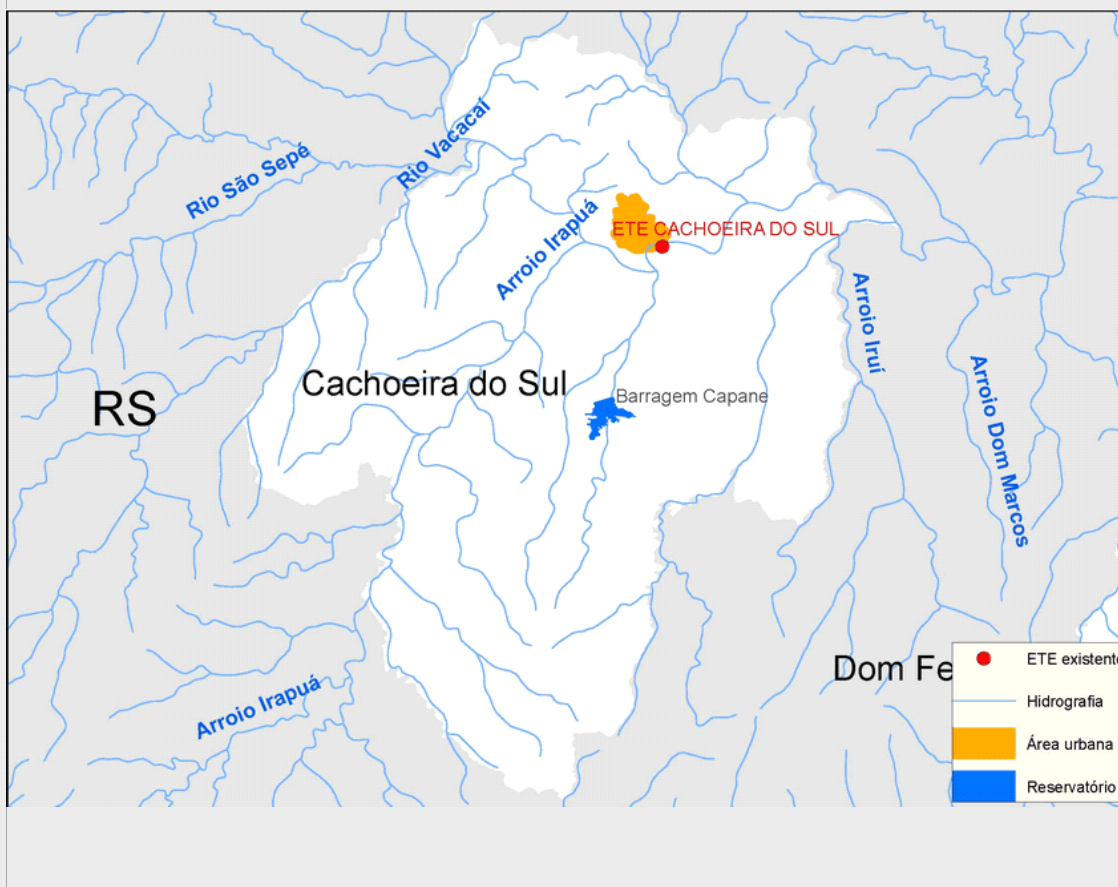 Rio Vacacaí
Rio São Sepé
Arroio Irapuá
ETE CACHOEIRA DO SUL
Arroio Iruí
Cachoeira do Sul
RS
Barragem Capane
Arroio Dom Marcos
Arroio Irapuá
Dom Fe
ETE existente
Hidrografia
Área urbana
Reservatório